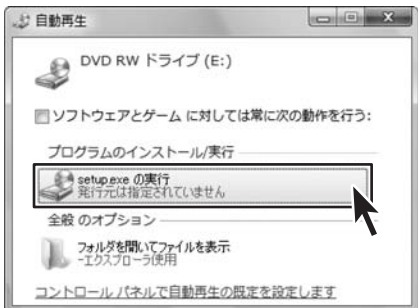 自動再生
DVD RW ドライブ (E:)
ソフトウェアとゲーム に対しては常に次の動作を行う:
プログラムのインストール/実行
setup.exe の実行
発行元は指定されていません
全般 のオプション
フォルダを開いてファイルを表示
-エクスプローラ使用
コントロール パネルで自動再生の既定を設定します